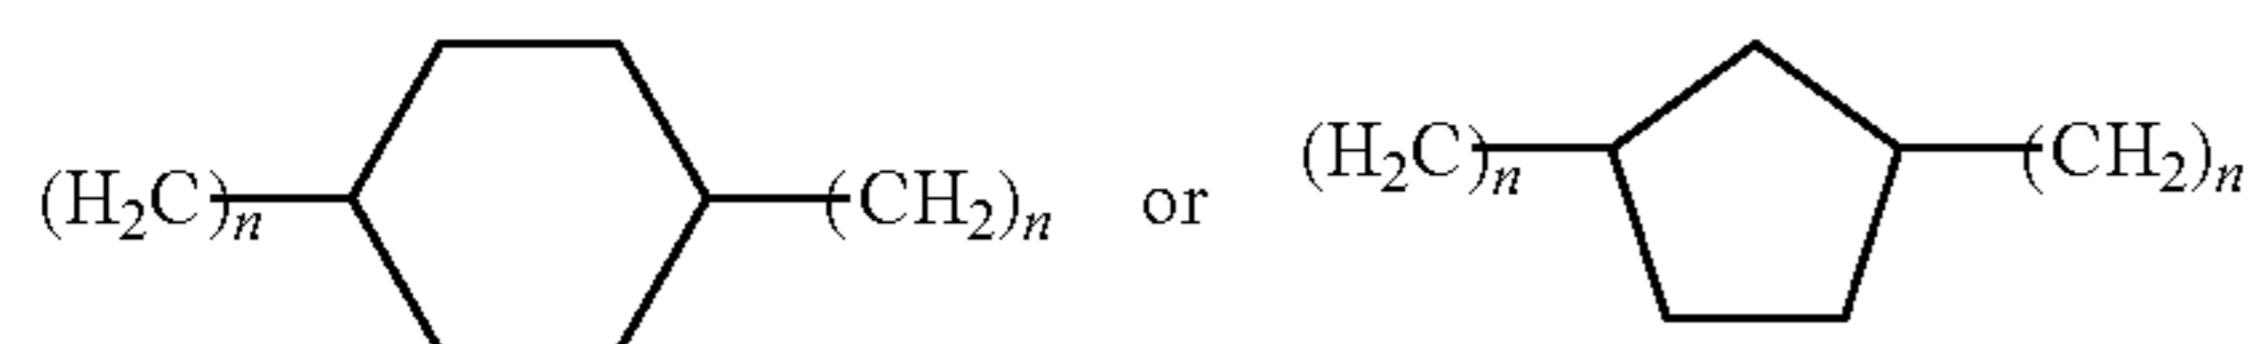 (H₂C)ₙ (CH₂)ₙ or (H₂C)ₙ (CH₂)ₙ